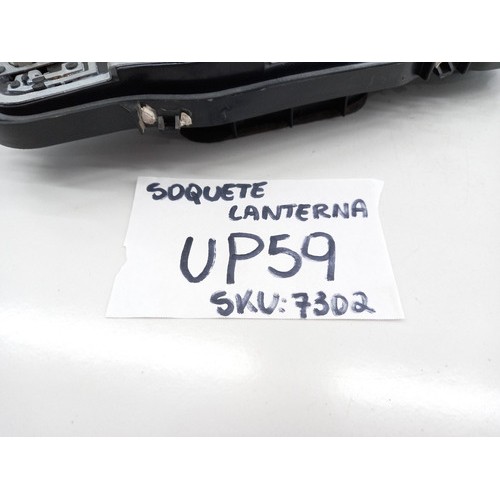 SOQUETE
LANTERNA
UP59
SKU: 7302